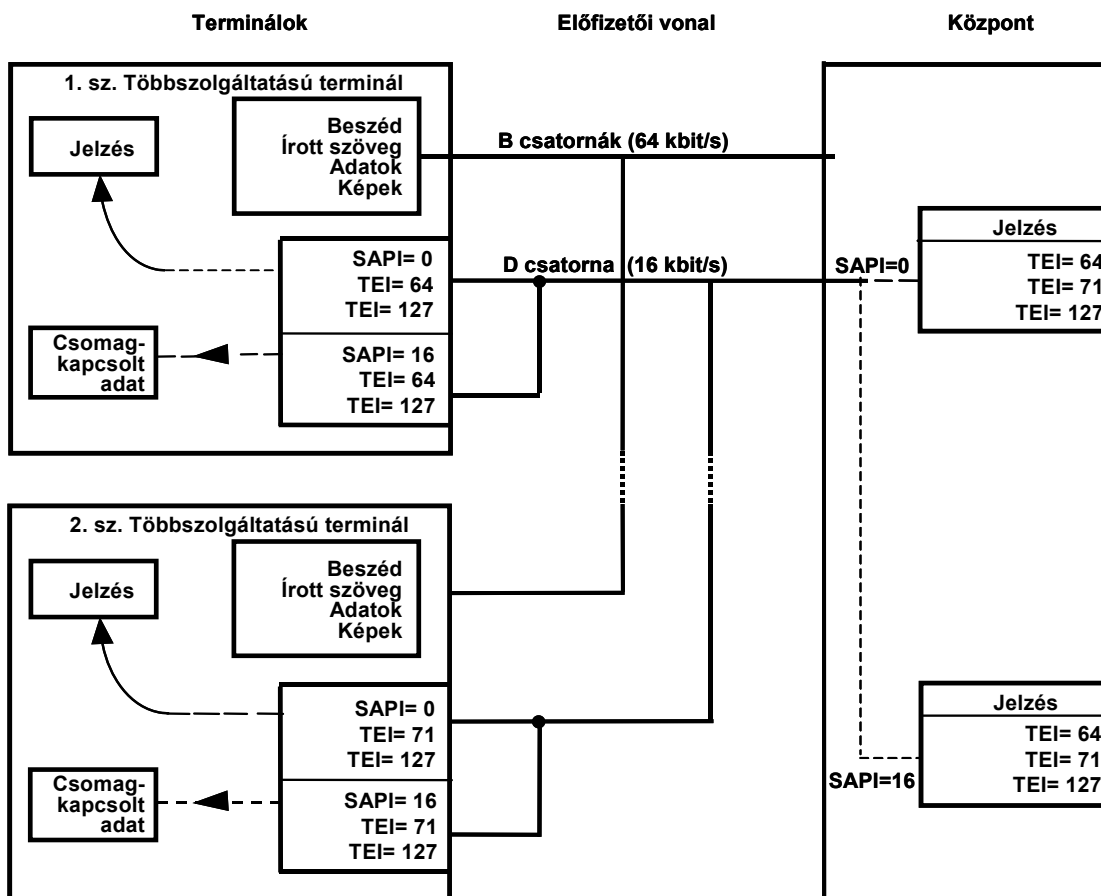 Terminálok
Előfizetői vonal
Központ
1. sz. Többszolgáltatású terminál
Jelzés
Beszéd
Írott szöveg
Adatok
Képek
B csatornák (64 kbit/s)
SAPI= 0
TEI= 64
TEI= 127
D csatorna (16 kbit/s)
SAPI=0
Jelzés
TEI= 64
TEI= 71
TEI= 127
Csomag-
kapcsolt
adat
SAPI= 16
TEI= 64
TEI= 127
2. sz. Többszolgáltatású terminál
Jelzés
Beszéd
Írott szöveg
Adatok
Képek
SAPI= 0
TEI= 71
TEI= 127
Csomag-
kapcsolt
adat
SAPI= 16
TEI= 71
TEI= 127
SAPI=16
Jelzés
TEI= 64
TEI= 71
TEI= 127